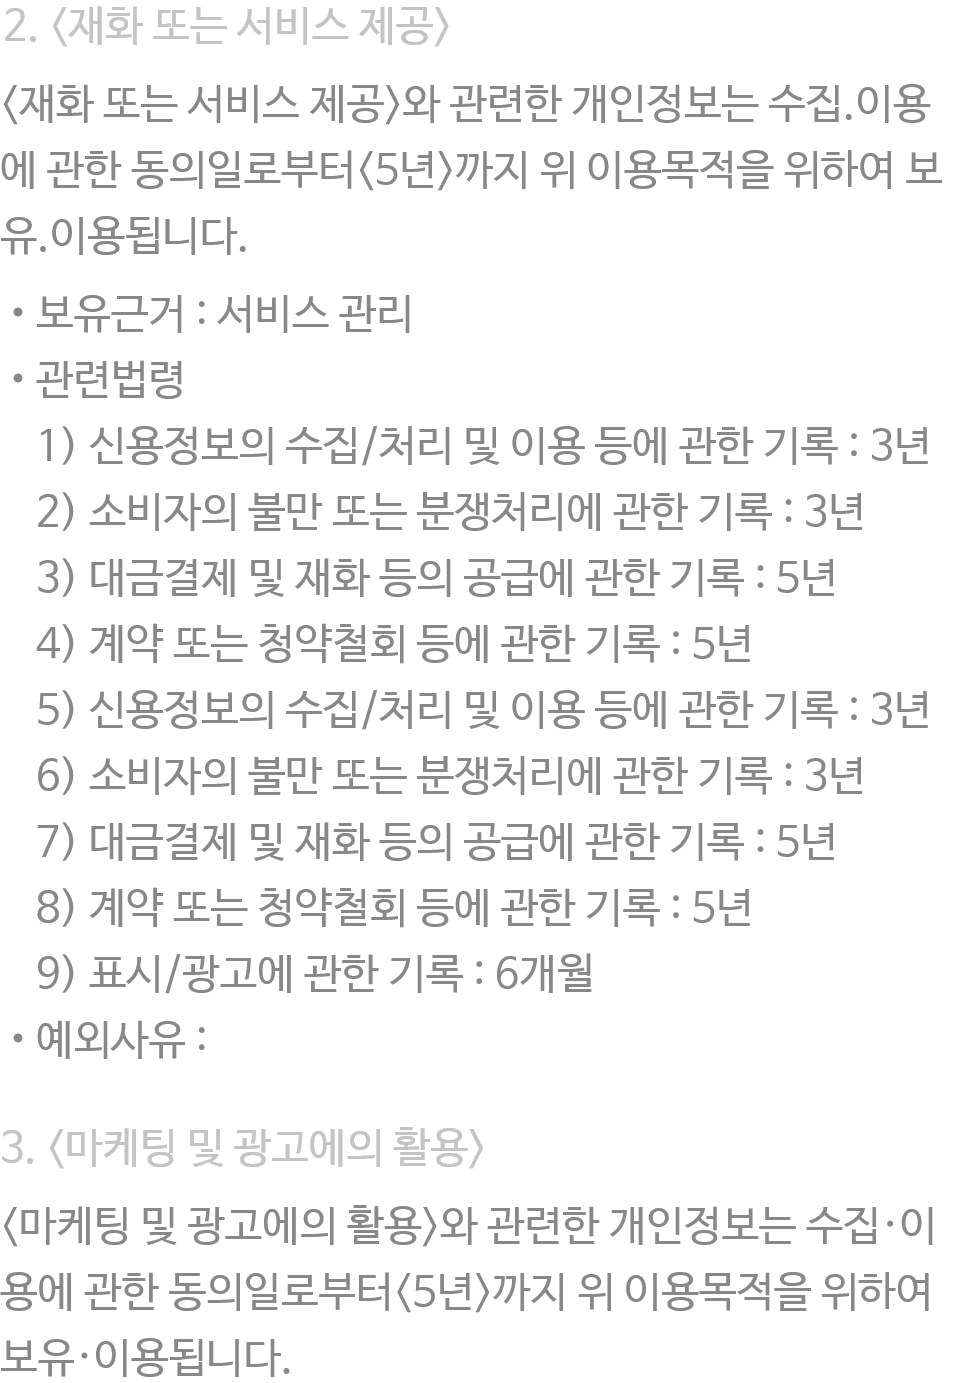 2. <재화 또는 서비스 제공>
<재화 또는 서비스 제공>와 관련한 개인정보는 수집.이용
에 관한 동의일로부터<5년>까지 위 이용목적을 위하여 보
유.이용됩니다.
• 보유근거 : 서비스 관리
• 관련법령
1) 신용정보의 수집/처리 및 이용 등에 관한 기록 : 3년
2) 소비자의 불만 또는 분쟁처리에 관한 기록 : 3년
3) 대금결제 및 재화 등의 공급에 관한 기록 : 5년
4) 계약 또는 청약철회 등에 관한 기록 : 5년
5) 신용정보의 수집/처리 및 이용 등에 관한 기록 : 3년
6) 소비자의 불만 또는 분쟁처리에 관한 기록 : 3년
7) 대금결제 및 재화 등의 공급에 관한 기록 : 5년
8) 계약 또는 청약철회 등에 관한 기록 : 5년
9) 표시/광고에 관한 기록 : 6개월
• 예외사유 :
3. <마케팅 및 광고에의 활용>
<마케팅 및 광고에의 활용>와 관련한 개인정보는 수집·이
용에 관한 동의일로부터<5년>까지 위 이용목적을 위하여
보유·이용됩니다.